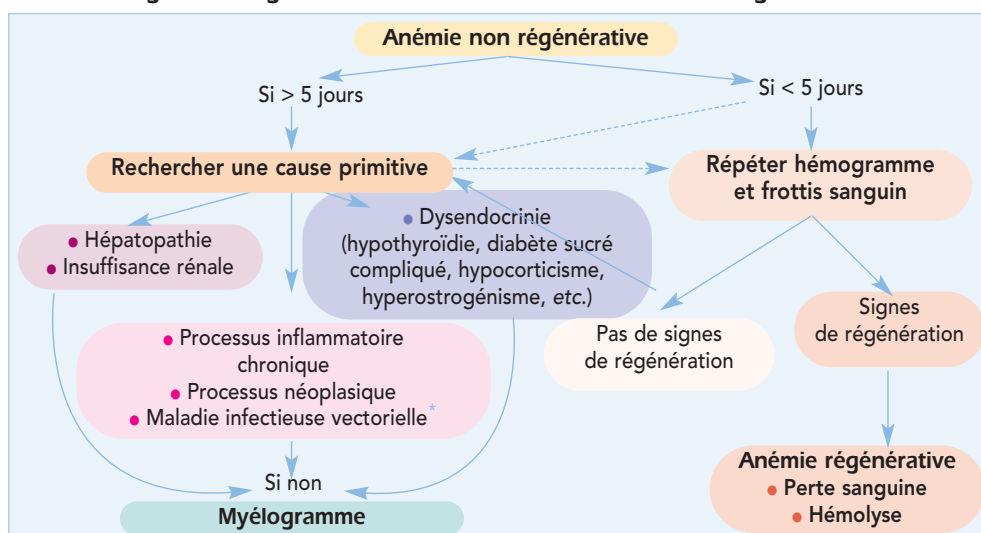 Anémie non régénérative
Si > 5 jours
Si < 5 jours
Rechercher une cause primitive
Répéter hémogramme
et frottis sanguin
• Hépatopathie
• Insuffisance rénale
• Dysendocrinie
(hypothyroïdie, diabète sucré
compliqué, hypocorticisme,
hyperostrogénisme, etc.)
• Processus inflammatoire
chronique
• Processus néoplasique
• Maladie infectieuse vectorielle*
Pas de signes
de régénération
Signes
de régénération
Si non
Myélogramme
Anémie régénérative
• Perte sanguine
• Hémolyse